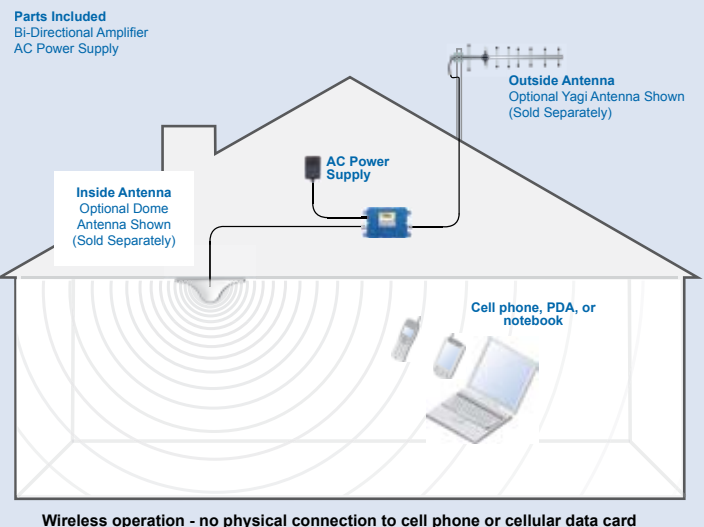 Parts Included
Bi-Directional Amplifier
AC Power Supply
Outside Antenna
Optional Yagi Antenna Shown
(Sold Separately)
AC Power
Supply
Inside Antenna
Optional Dome
Antenna Shown
(Sold Separately)
Cell phone, PDA, or
notebook
Wireless operation - no physical connection to cell phone or cellular data card